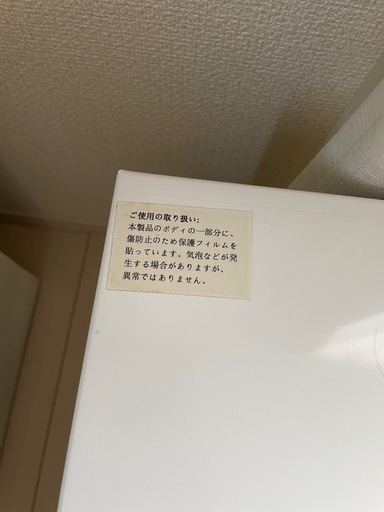 ご使用の取り扱い:
本製品のボディの一部分に、
傷防止のため保護フィルムを
貼っています。気泡などが発
生する場合がありますが、
異常ではありません。